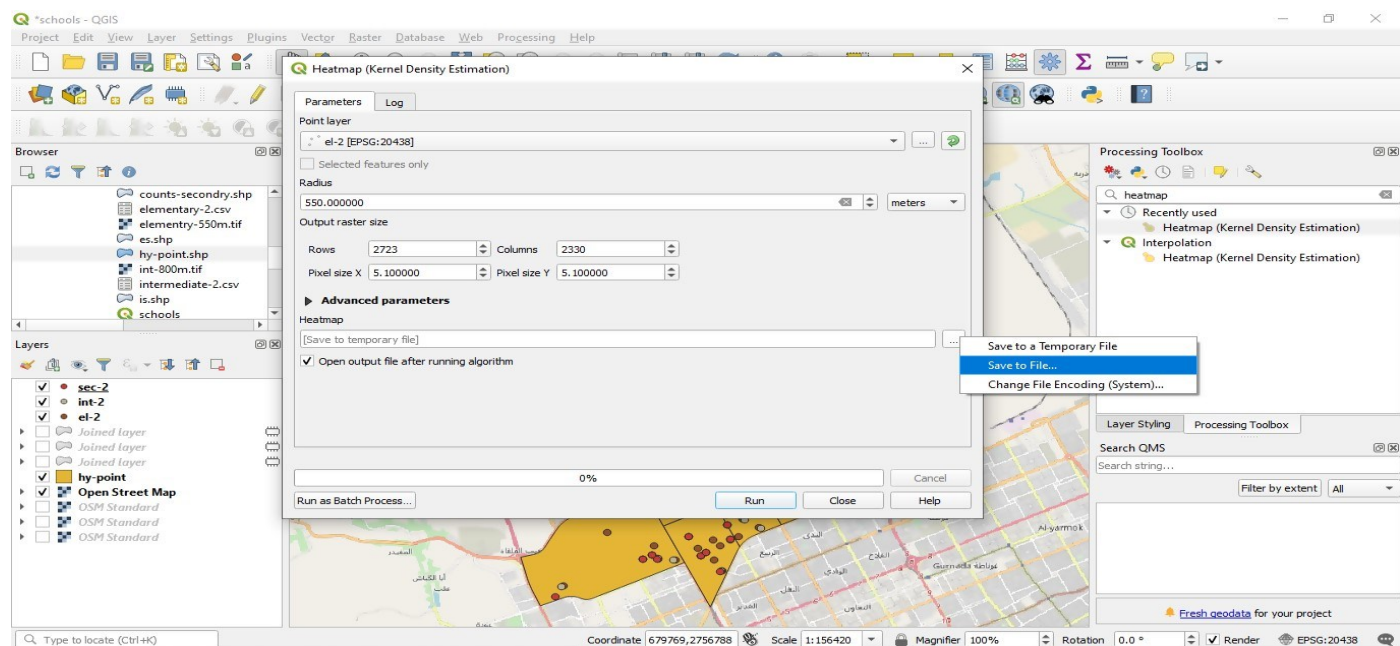 *schools - QGIS
Project Edit View Layer Settings Plugins Vector Raster Database Web Processing Help
Heatmap (Kernel Density Estimation)
Parameters Log
Point layer
el-2 [EPSG:20438]
Selected features only
Radius
550.000000 meters
Output raster size
Rows 2723 Columns 2330
Pixel size X 5.100000 Pixel size Y 5.100000
Advanced parameters
Heatmap
[Save to temporary file] ...
Open output file after running algorithm
0% Cancel
Run as Batch Process... Run Close Help
Save to a Temporary File
Save to File...
Change File Encoding (System)...
Browser
counts-secondry.shp
elementary-2.csv
elementry-550m.tif
es.shp
hy-point.shp
int-800m.tif
intermediate-2.csv
is.shp
schools
Layers
sec-2
int-2
el-2
Joined layer
Joined layer
Joined layer
hy-point
Open Street Map
OSM Standard
OSM Standard
OSM Standard
Processing Toolbox
heatmap
Recently used
Heatmap (Kernel Density Estimation)
Interpolation
Heatmap (Kernel Density Estimation)
Layer Styling Processing Toolbox
Search QMS
Search string...
Filter by extent All
Fresh geodata for your project
Al-yarmok
غرناطة Gurnada
الفلاح
الوادي
النفل
التعاون
الربيع
الندى
Type to locate (Ctrl+K) Coordinate 679769,2756788 Scale 1:156420 Magnifier 100% Rotation 0.0 ° Render EPSG:20438